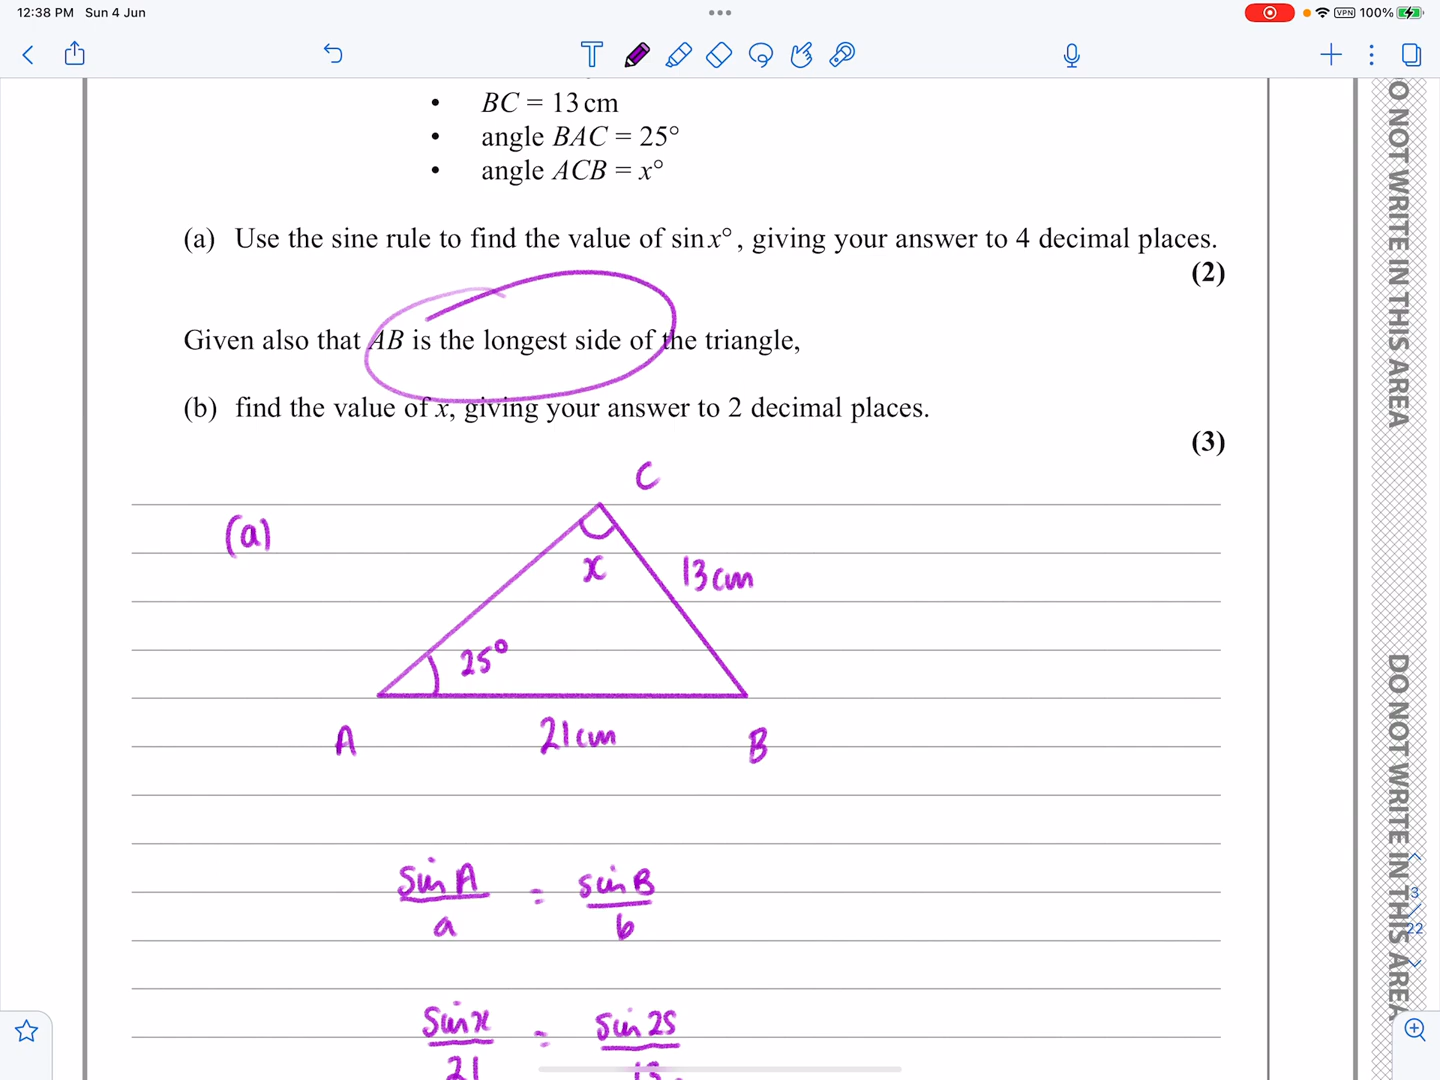 12:38 PM Sun 4 Jun
VPN 100%
• BC = 13 cm
• angle BAC = 25°
• angle ACB = x°
(a) Use the sine rule to find the value of sin x°, giving your answer to 4 decimal places.
(2)
Given also that AB is the longest side of the triangle,
(b) find the value of x, giving your answer to 2 decimal places.
(3)
(a)
C
x
13cm
25°
A
21cm
B
sin A / a = sin B / b
sin x / 21 = sin 25 / 13
O NOT WRITE IN THIS AREA
DO NOT WRITE IN THIS AREA
3
22